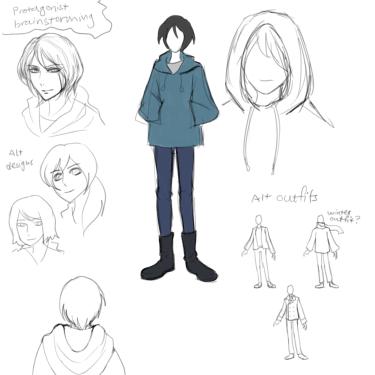 Protagonist
brainstorming
Alt
designs
Alt outfits
winter
outfit?